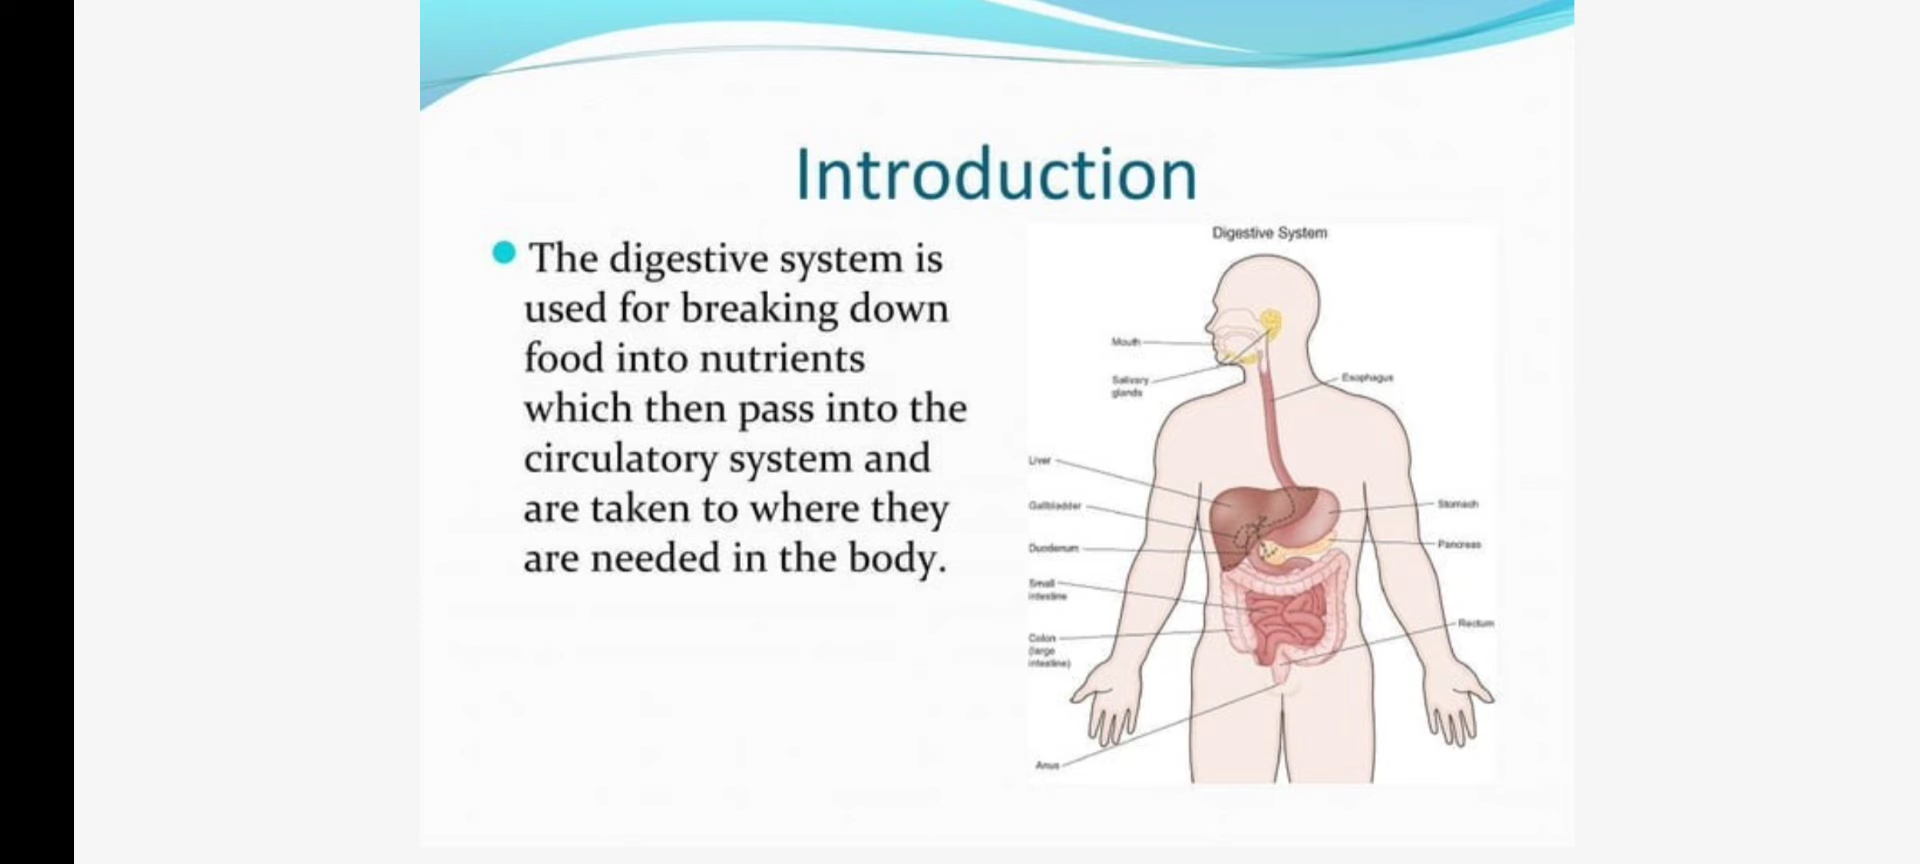 Introduction
The digestive system is
used for breaking down
food into nutrients
which then pass into the
circulatory system and
are taken to where they
are needed in the body.
Digestive System
Mouth
Salivary
glands
Esophagus
Liver
Gallbladder
Duodenum
Small
intestine
Colon
(large
intestine)
Anus
Stomach
Pancreas
Rectum